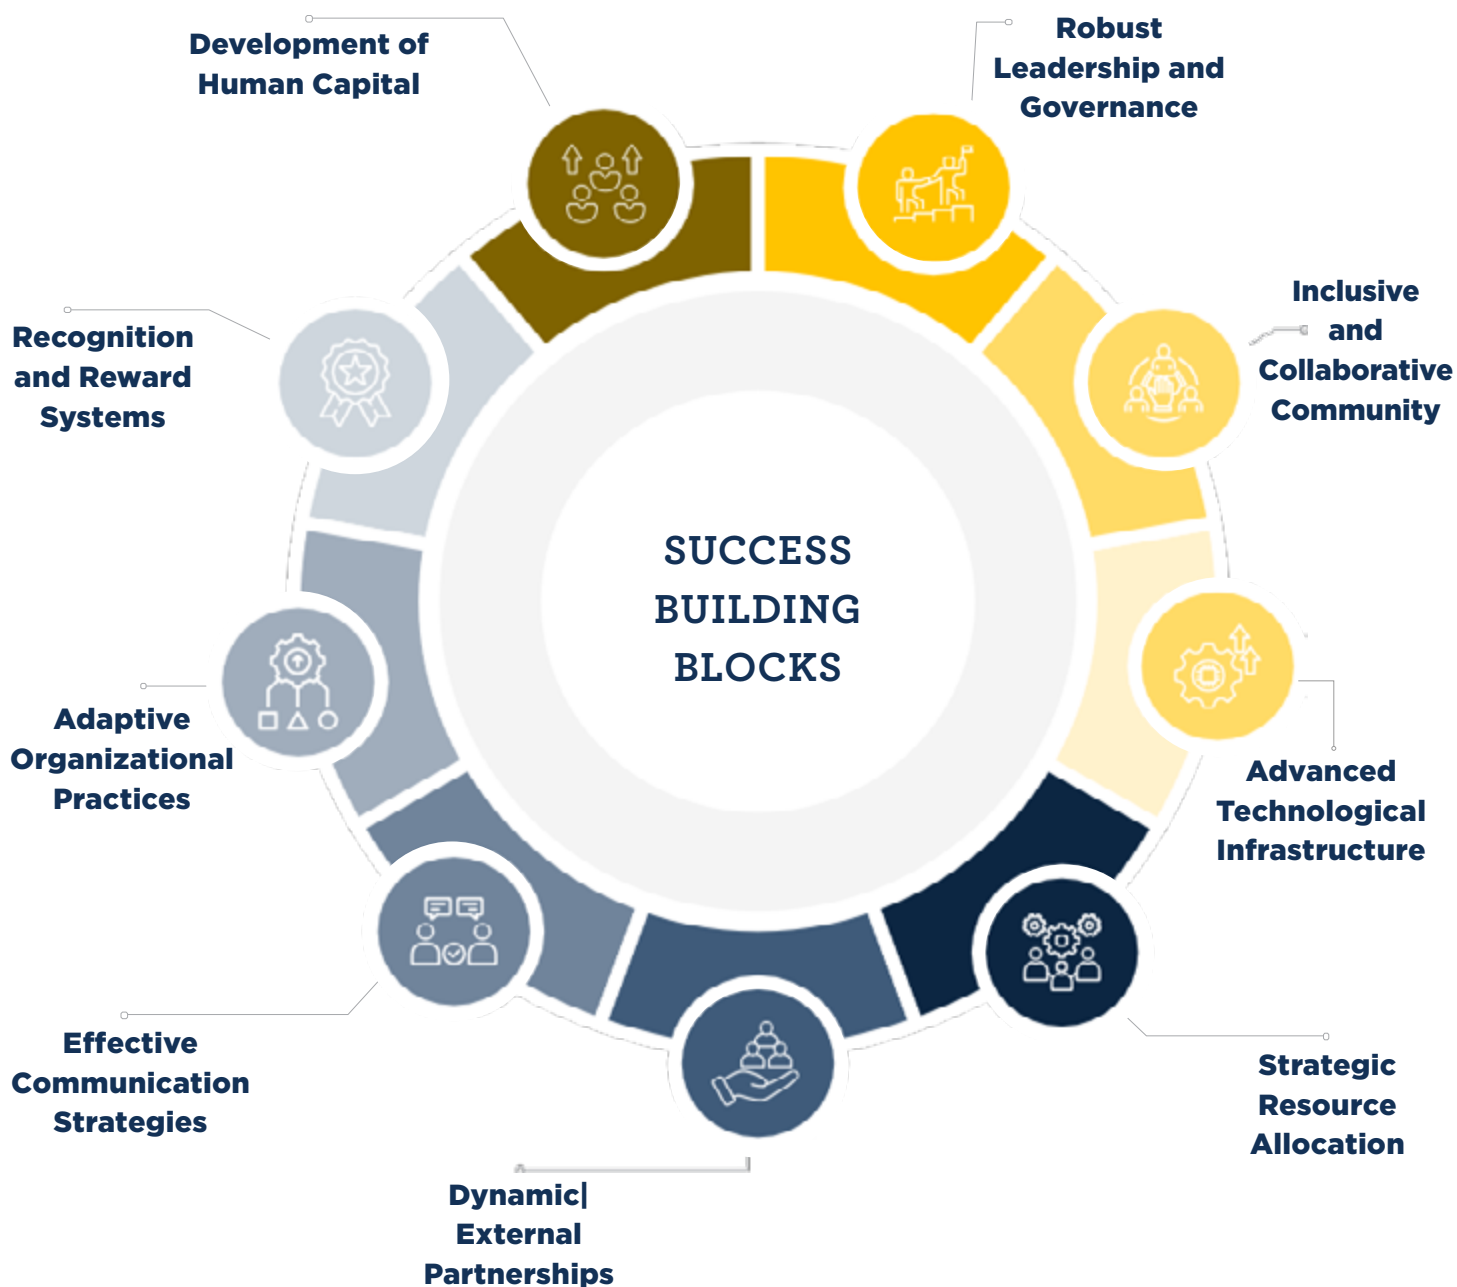 Development of
Human Capital
Robust
Leadership and
Governance
Inclusive
and
Collaborative
Community
Recognition
and Reward
Systems
SUCCESS
BUILDING
BLOCKS
Adaptive
Organizational
Practices
Advanced
Technological
Infrastructure
Effective
Communication
Strategies
Strategic
Resource
Allocation
Dynamic|
External
Partnerships